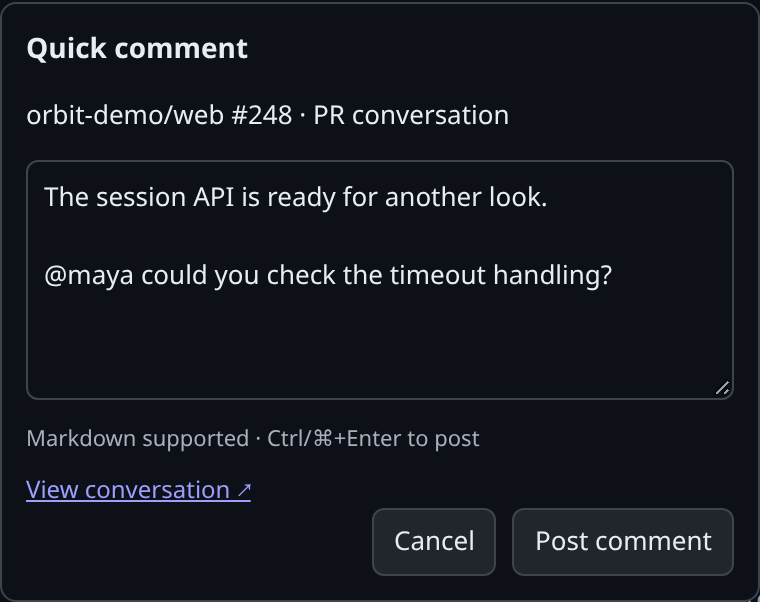 Quick comment
orbit-demo/web #248 · PR conversation
The session API is ready for another look.
@maya could you check the timeout handling?
Markdown supported · Ctrl/⌘+Enter to post
View conversation ↗
Cancel
Post comment